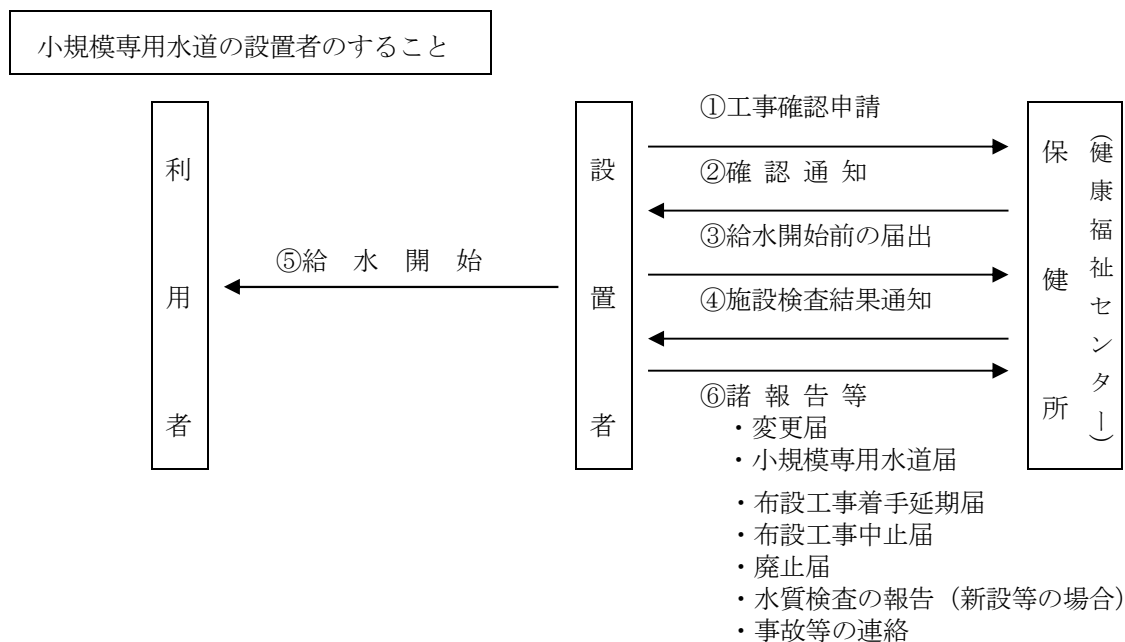 小規模専用水道の設置者のすること
利用者
⑤給水開始
設置者
①工事確認申請
②確認通知
③給水開始前の届出
④施設検査結果通知
⑥諸報告等
・変更届
・小規模専用水道届
・布設工事着手延期届
・布設工事中止届
・廃止届
・水質検査の報告（新設等の場合）
・事故等の連絡
保健所
（健康福祉センター）